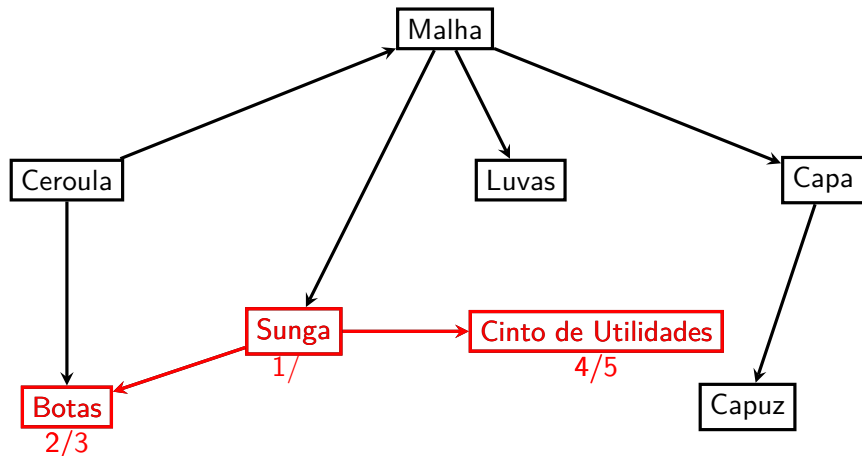 Malha
Ceroula
Luvas
Capa
Sunga
1/
Cinto de Utilidades
4/5
Botas
2/3
Capuz